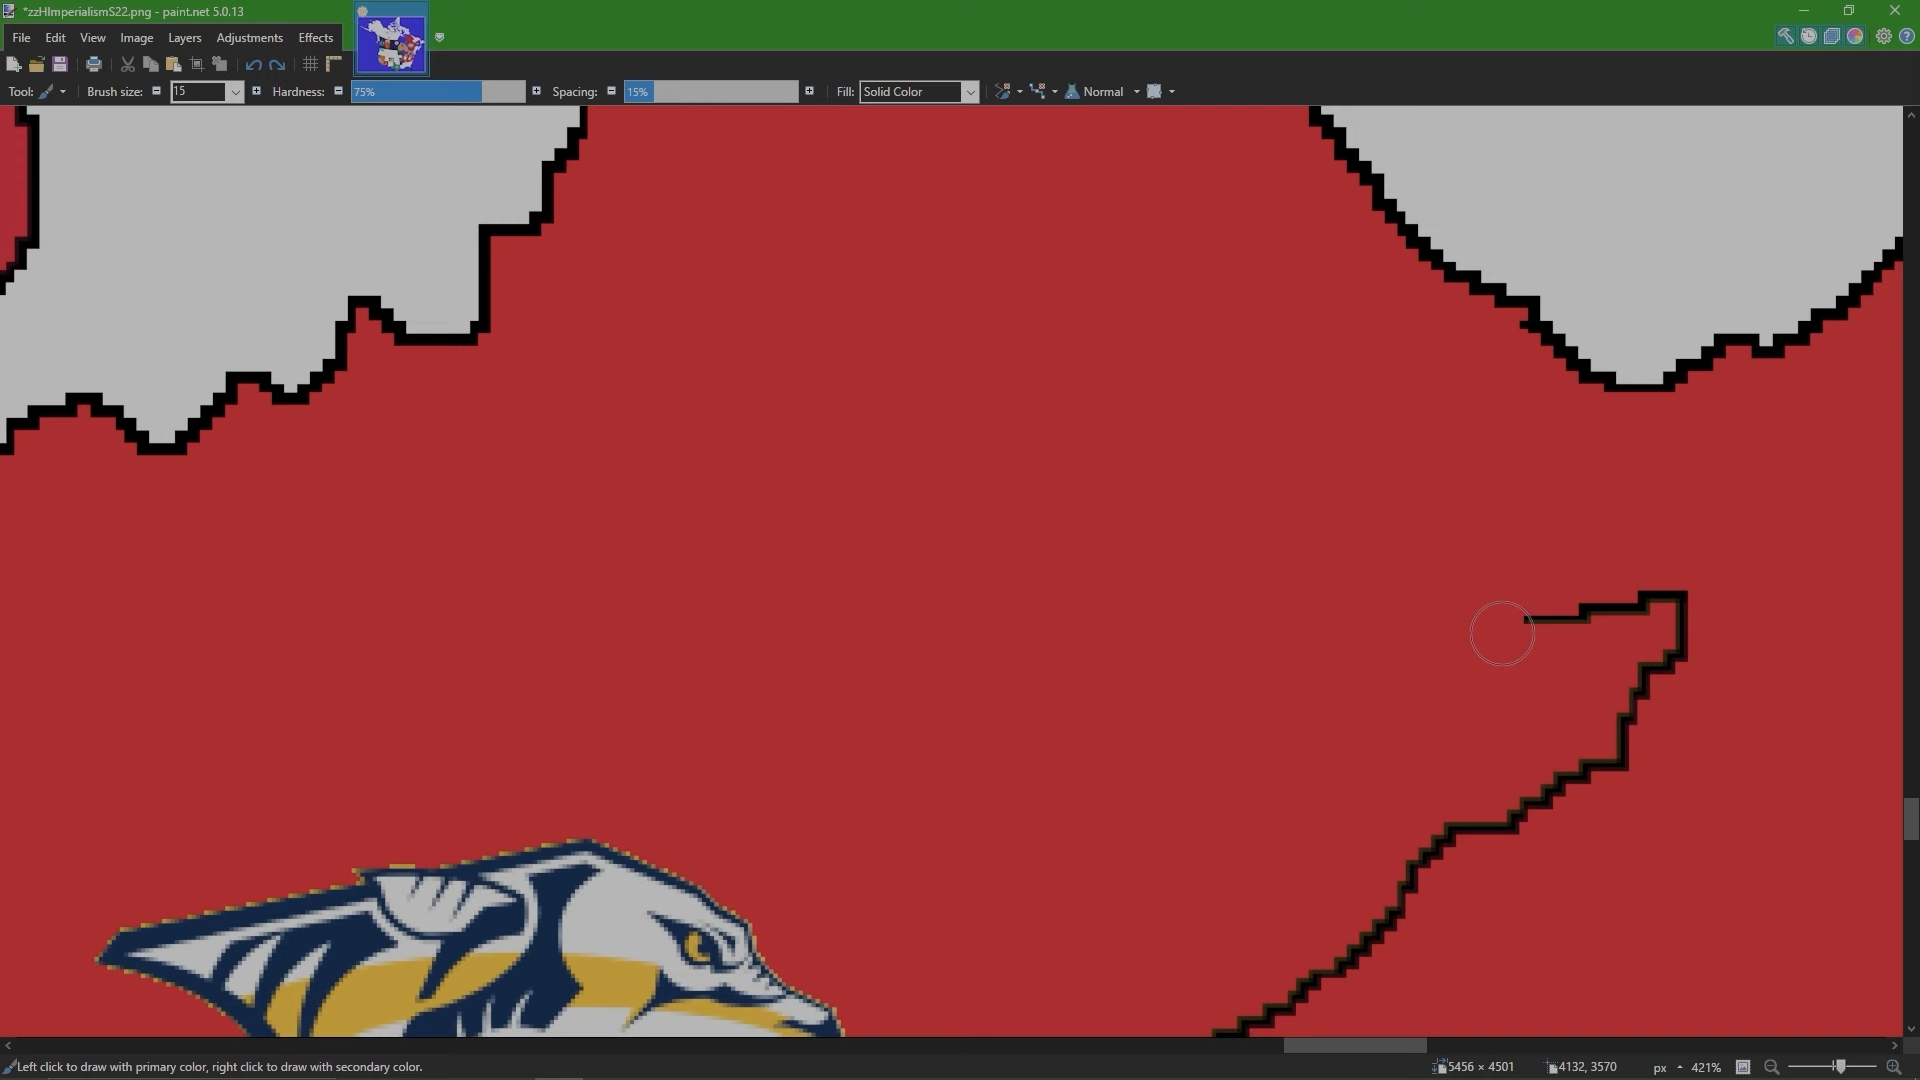 *zzHImperialismS22.png - paint.net 5.0.13
File Edit View Image Layers Adjustments Effects
Tool: Brush size: 15 Hardness: 75% Spacing: 15% Fill: Solid Color Normal
Left click to draw with primary color, right click to draw with secondary color. 5456 × 4501 4132, 3570 px 421%